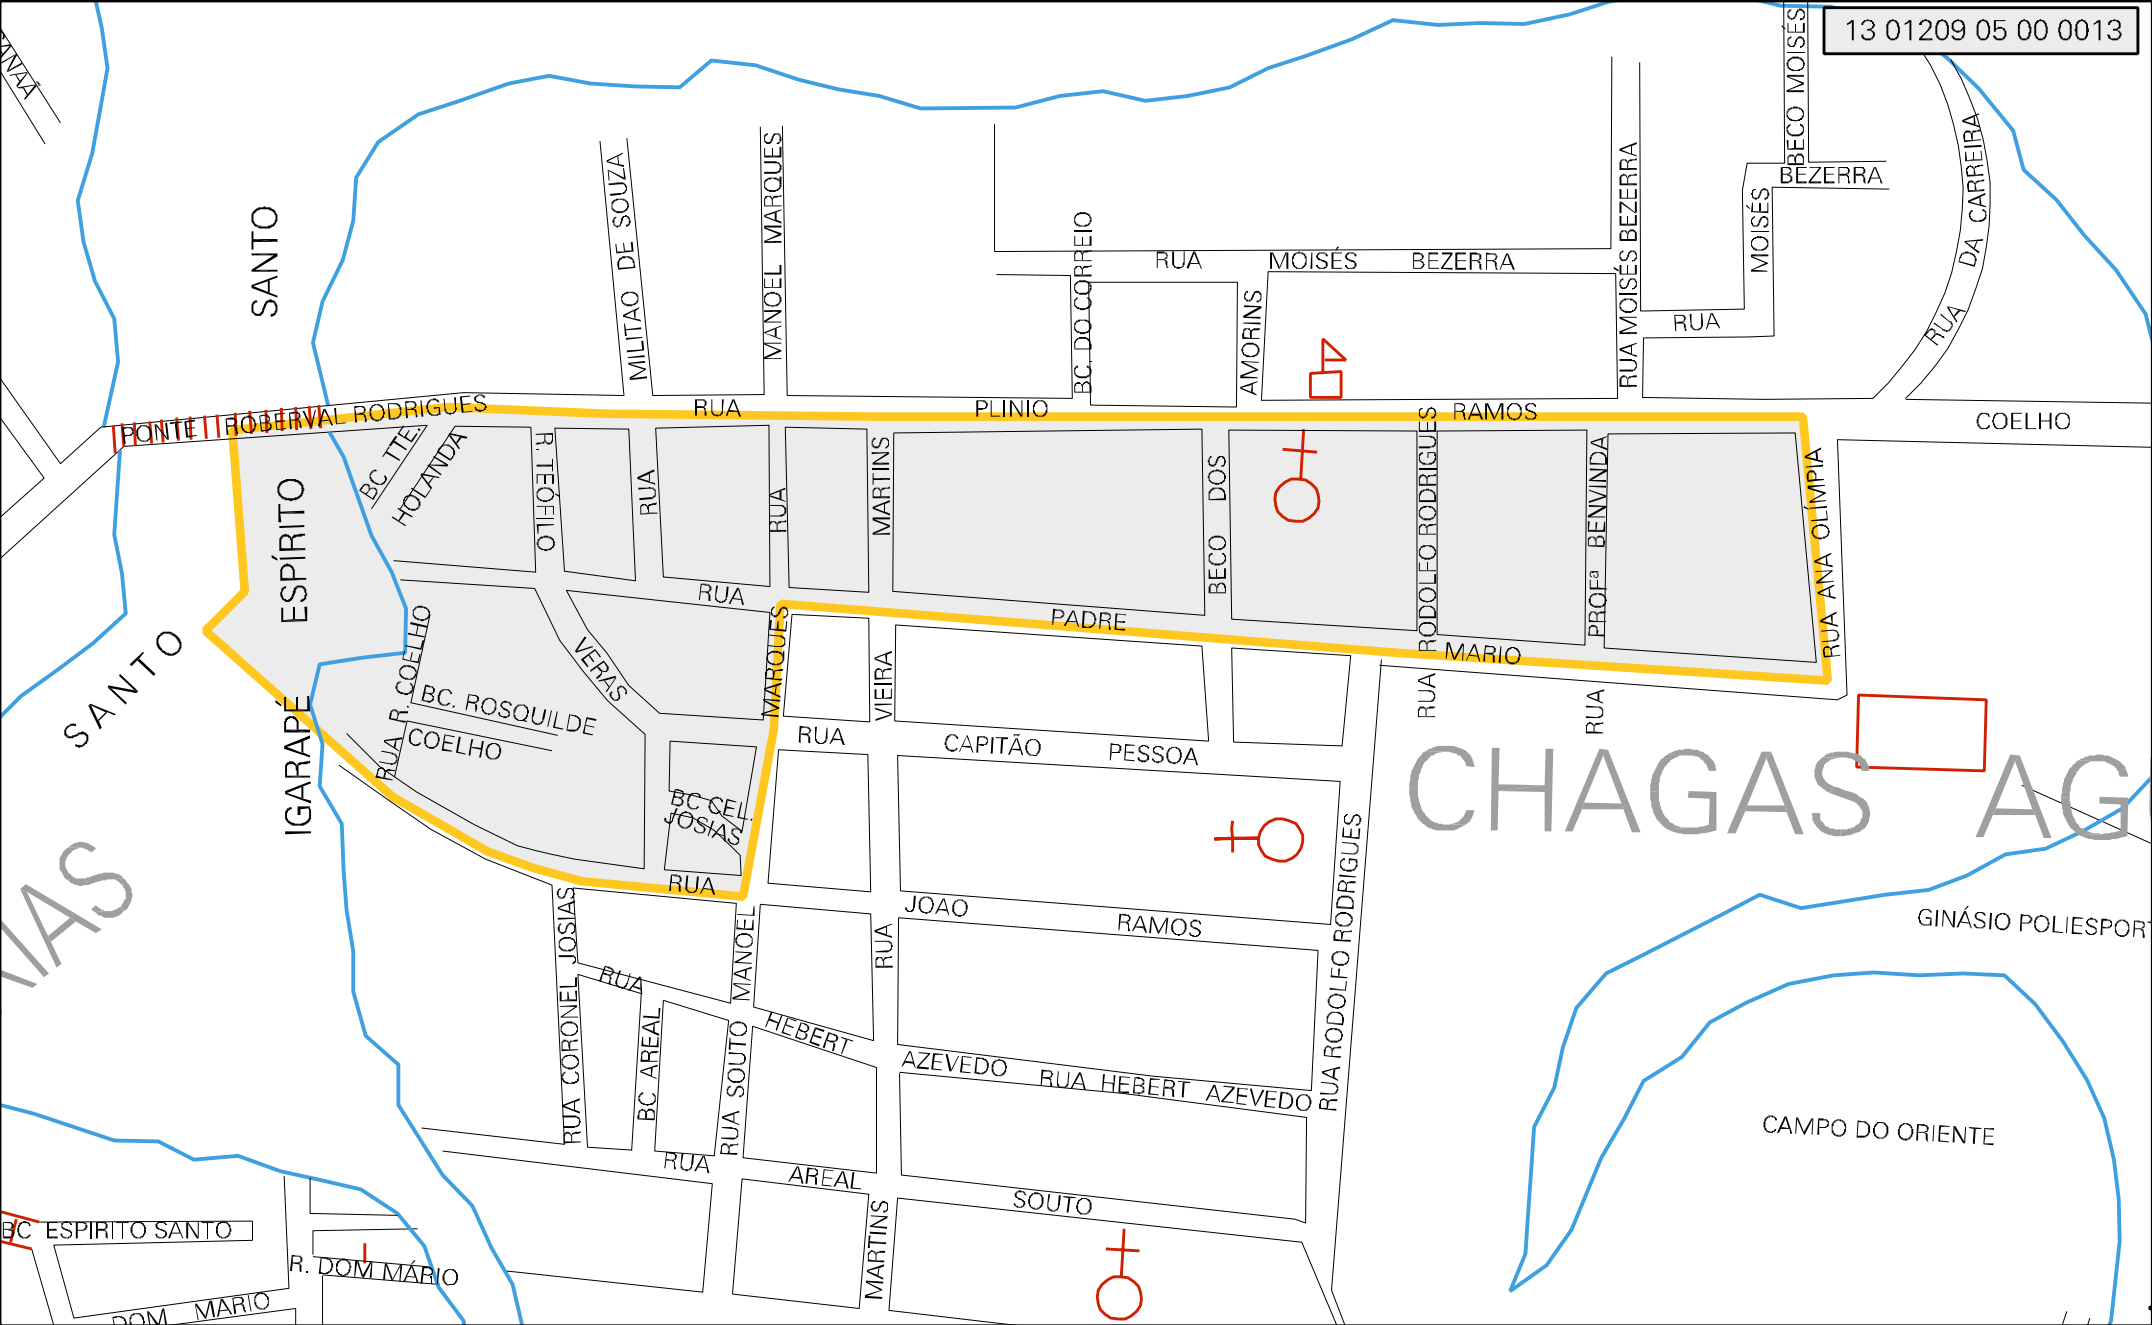 13 01209 05 00 0013
BECO MOISÉS
BEZERRA
MOISÉS
RUA
RUA DA CARREIRA
SANTO
MILITAO DE SOUZA
MANOEL MARQUES
BC. DO CORREIO
RUA MOISÉS BEZERRA
AMORINS
RUA MOISÉS BEZERRA
PONTE ROBERVAL RODRIGUES
RUA PLINIO RAMOS
COELHO
BC TTE.
HOLANDA
R. TEÓFILO
RUA
RUA
MARTINS
BECO DOS
RUA RODOLFO RODRIGUES
RUA PROFª BENVINDA
RUA ANA OLÍMPIA
ESPÍRITO
SANTO
IGARAPÉ
RUA PADRE MARIO
RUA R. COELHO
VERAS
BC. ROSQUILDE
COELHO
MARQUES
VIEIRA
RUA CAPITÃO PESSOA
CHAGAS AG
BC CEL.
JOSIAS
RUA
JOAO RAMOS
RUA RODOLFO RODRIGUES
GINÁSIO POLIESPORT
RUA CORONEL JOSIAS
MANOEL
RUA
RUA HEBERT
AZEVEDO RUA HEBERT AZEVEDO
BC AREAL
RUA SOUTO
CAMPO DO ORIENTE
RUA AREAL SOUTO
MARTINS
BC ESPIRITO SANTO
R. DOM MÁRIO
DOM MARIO